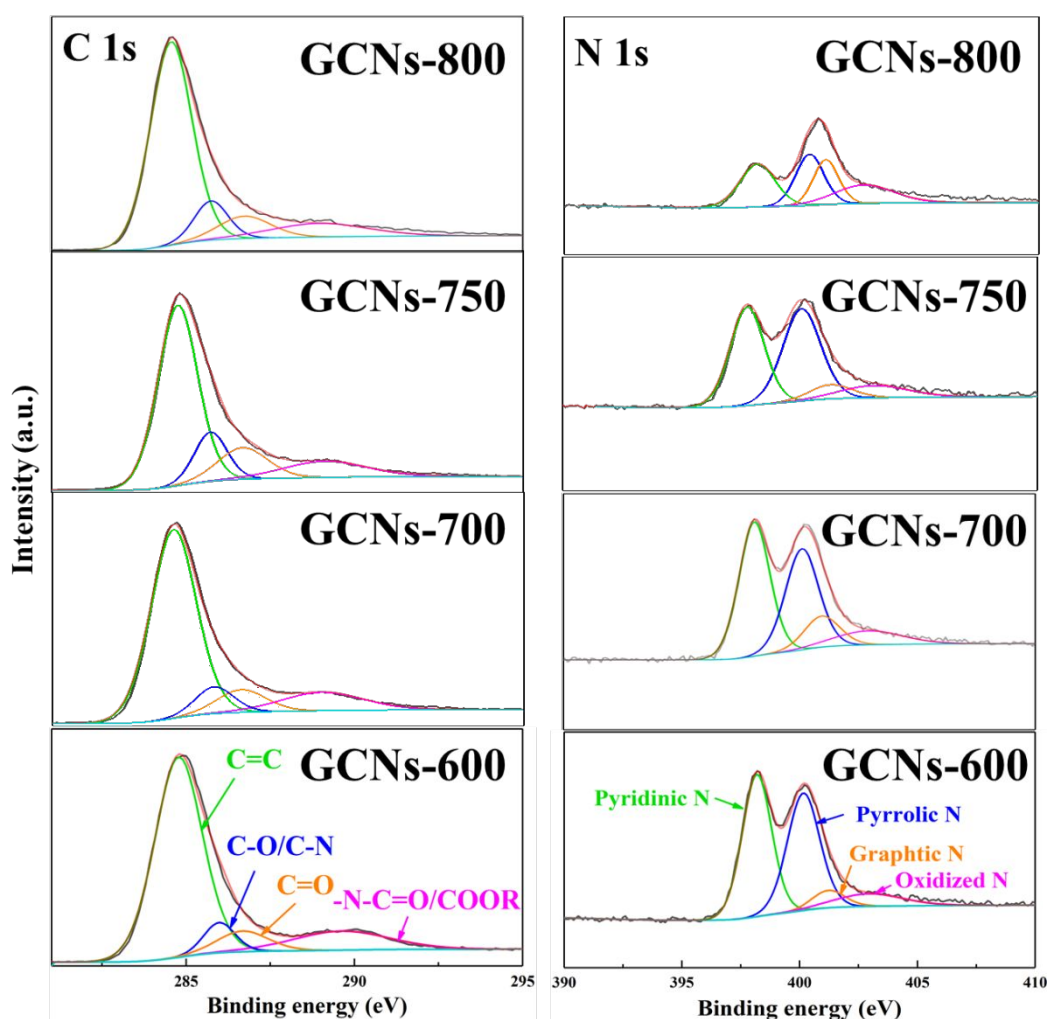 C 1s
GCNs-800
GCNs-750
GCNs-700
GCNs-600
C=C
C-O/C-N
C=O
-N-C=O/COOR
285
290
295
Binding energy (eV)
Intensity (a.u.)
N 1s
GCNs-800
GCNs-750
GCNs-700
GCNs-600
Pyridinic N
Pyrrolic N
Graphtic N
Oxidized N
390
395
400
405
410
Binding energy (eV)